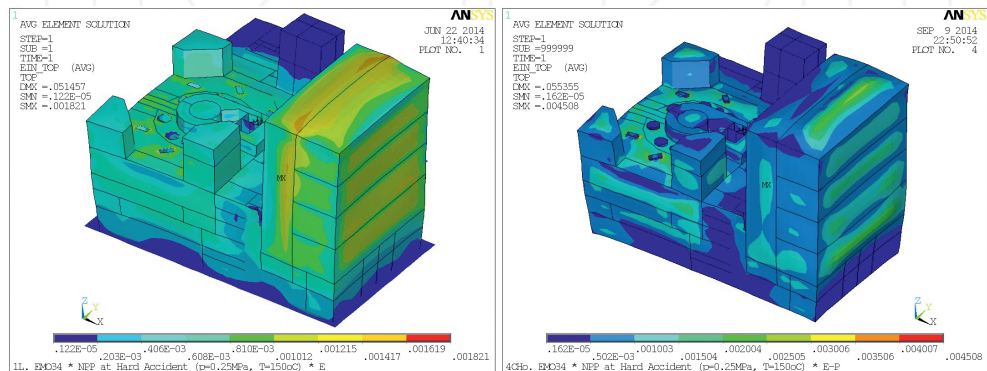 1
ANSYS
AVG ELEMENT SOLUTION
JUN 22 2014
STEP=1
12:40:34
SUB =1
PLOT NO. 1
TIME=1
EIN_TOP (AVG)
TOP
DMX =.051457
SMN =.122E-05
SMX =.001821
MX
Z
Y
X
.122E-05 .406E-03 .810E-03 .001215 .001619
.203E-03 .608E-03 .001012 .001417 .001821
1L. EMO34 * NPP at Hard Accident (p=0.25MPa, T=150oC) * E
1
ANSYS
AVG ELEMENT SOLUTION
SEP 9 2014
STEP=1
22:50:52
SUB =999999
PLOT NO. 4
TIME=1
EIN_TOP (AVG)
TOP
DMX =.055355
SMN =.162E-05
SMX =.004508
MX
Z
Y
X
.162E-05 .001003 .002004 .003006 .004007
.502E-03 .001504 .002505 .003506 .004508
4CHo. EMO34 * NPP at Hard Accident (p=0.25MPa, T=150oC) * E-P